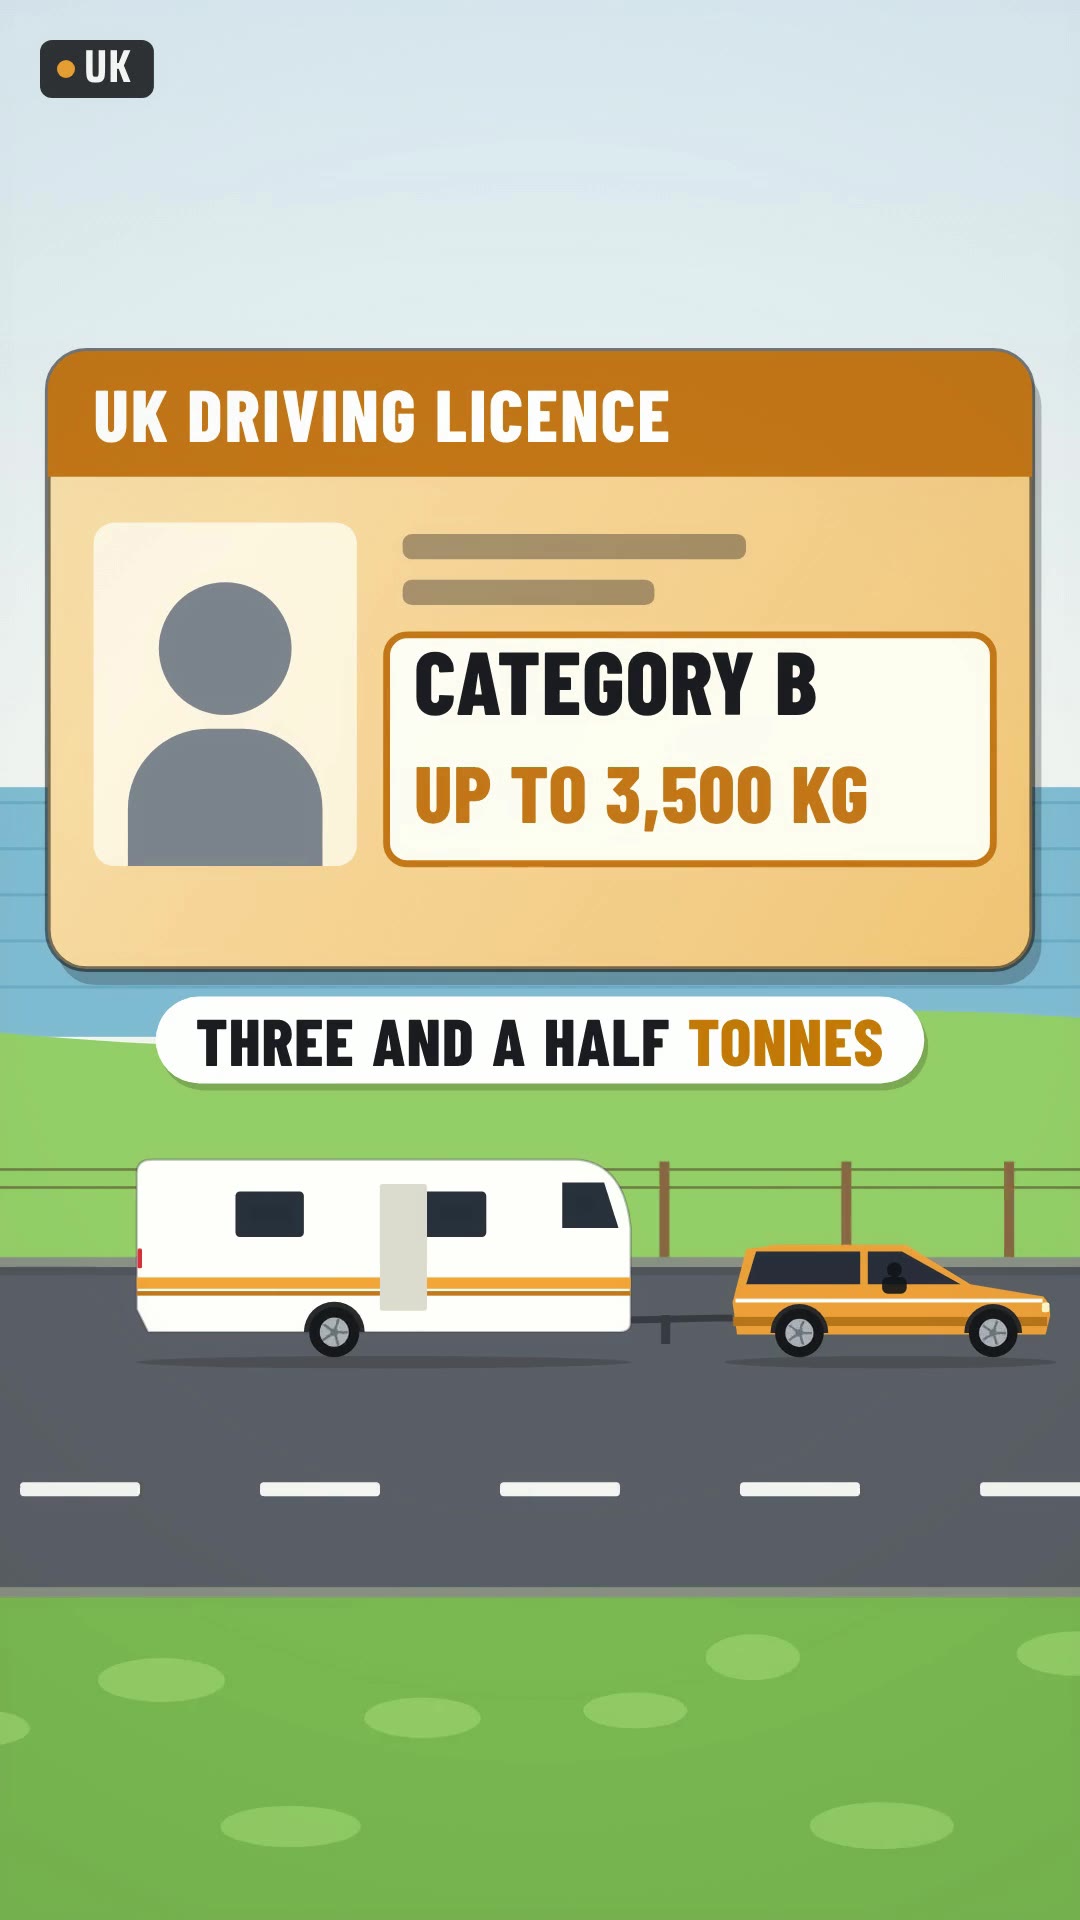 UK
UK DRIVING LICENCE
CATEGORY B
UP TO 3,500 KG
THREE AND A HALF TONNES